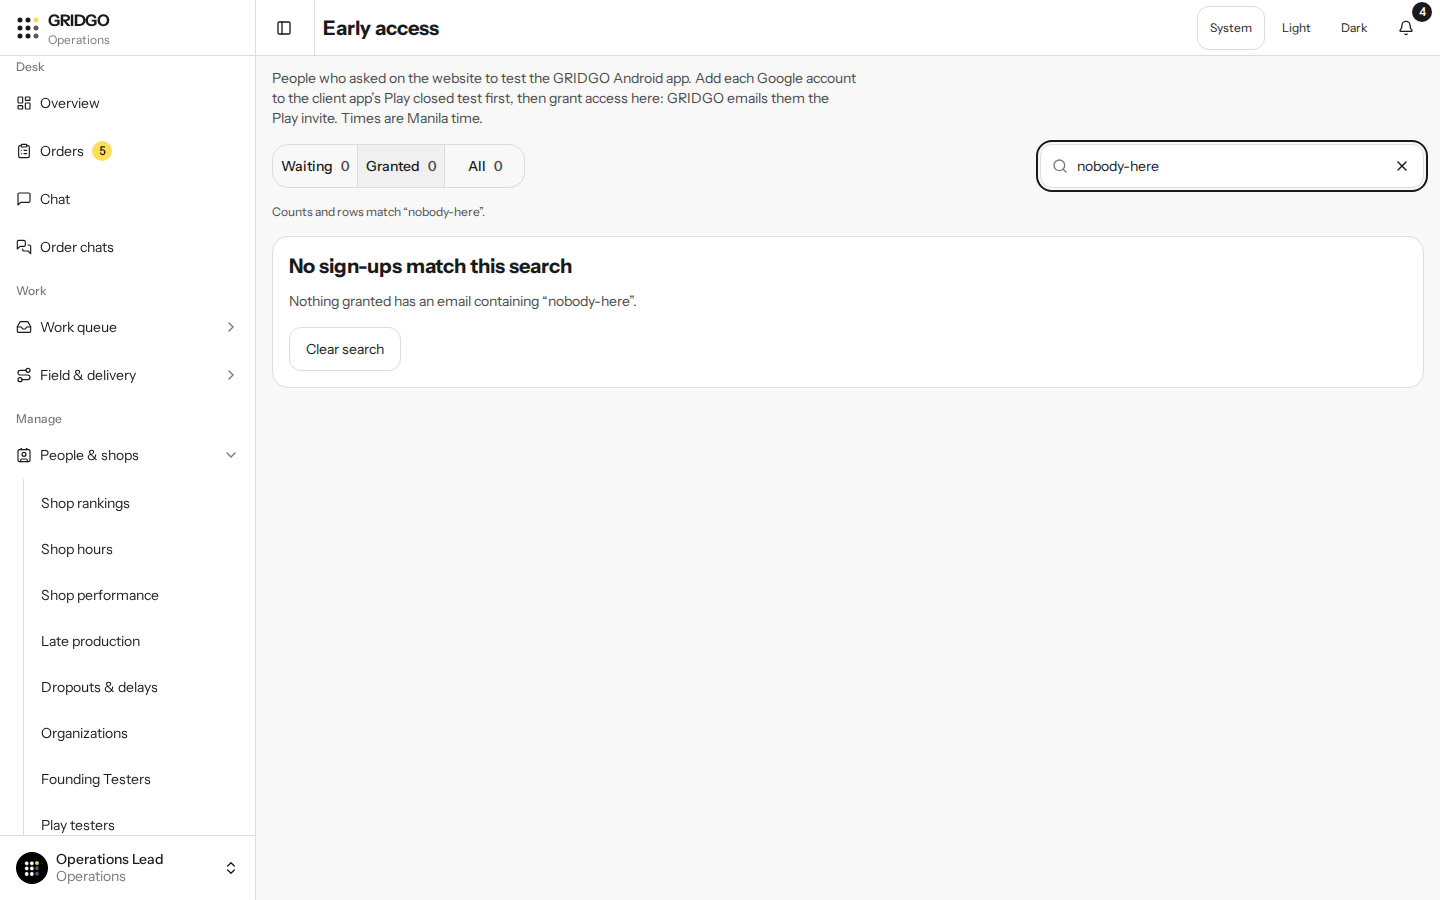 GRIDGO
Operations
Early access
System
Light
Dark
4
Desk
Overview
Orders 5
Chat
Order chats
Work
Work queue
Field & delivery
Manage
People & shops
Shop rankings
Shop hours
Shop performance
Late production
Dropouts & delays
Organizations
Founding Testers
Play testers
Operations Lead
Operations
People who asked on the website to test the GRIDGO Android app. Add each Google account
to the client app’s Play closed test first, then grant access here: GRIDGO emails them the
Play invite. Times are Manila time.
Waiting 0
Granted 0
All 0
nobody-here
Counts and rows match “nobody-here”.
No sign-ups match this search
Nothing granted has an email containing “nobody-here”.
Clear search